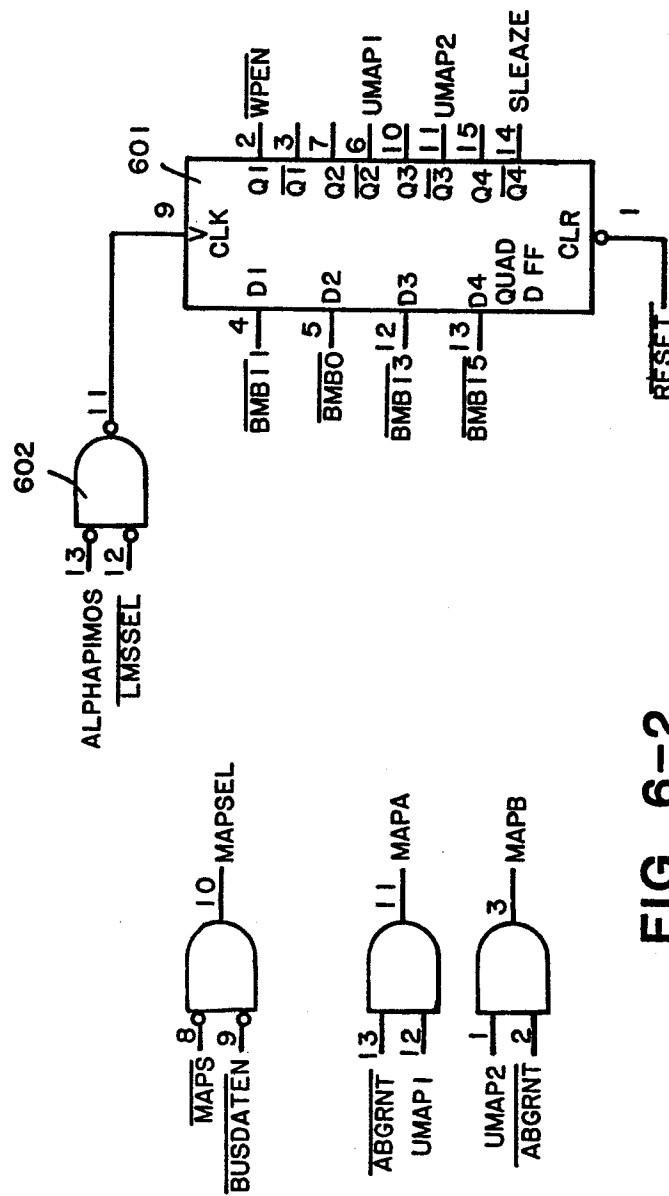 602
ALPHAPIMOS 13
LMSSEL 12
11
601
9
CLK
BMB11 4 D1
BMB0 5 D2
BMB13 12 D3
BMB15 13 D4
QUAD
D FF
CLR
1
RESET
Q1 2 WPEN
Q1 3
Q2 7
Q2 6 UMAP1
Q3 10
Q3 11 UMAP2
Q4 15
Q4 14 SLEAZE
MAPS 8
BUSDATEN 9
10 MAPSEL
ABGRNT 13
UMAP1 12
11 MAPA
UMAP2 1
ABGRNT 2
3 MAPB
FIG 6-2